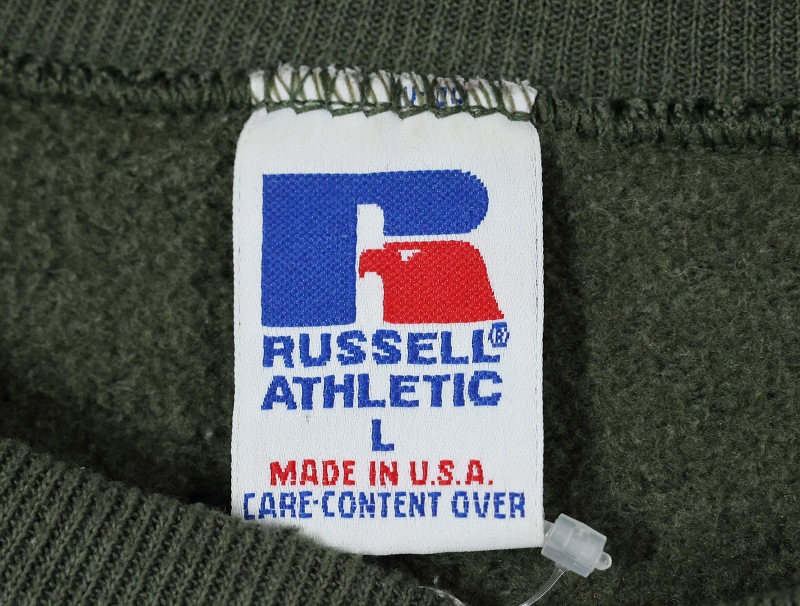 RUSSELL®
ATHLETIC
L
MADE IN U.S.A.
CARE-CONTENT OVER